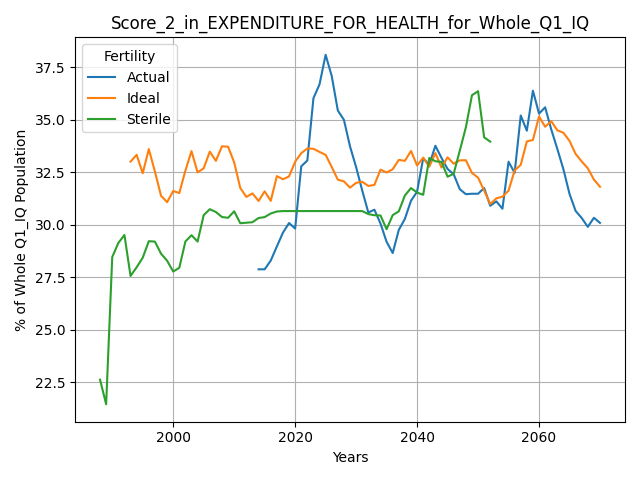 Score_2_in_EXPENDITURE_FOR_HEALTH_for_Whole_Q1_IQ
Fertility
Actual
Ideal
Sterile
% of Whole Q1_IQ Population
37.5
35.0
32.5
30.0
27.5
25.0
22.5
2000
2020
2040
2060
Years